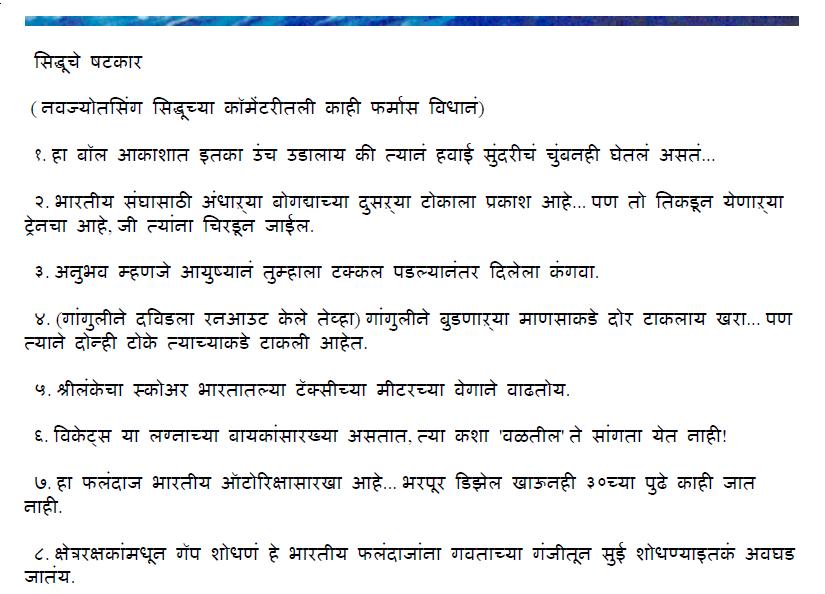 सिद्धूचे षटकार
( नवज्योतसिंग सिद्धूच्या कॉमेंटरीतली काही फर्मास विधानं)
१. हा बॉल आकाशात इतका उंच उडालाय की त्यानं हवाई सुंदरीचं चुंबनही घेतलं असतं...
२. भारतीय संघासाठी अंधाऱ्या बोगद्याच्या दुसऱ्या टोकाला प्रकाश आहे... पण तो तिकडून येणाऱ्या
ट्रेनचा आहे, जी त्यांना चिरडून जाईल.
३. अनुभव म्हणजे आयुष्यानं तुम्हाला टक्कल पडल्यानंतर दिलेला कंगवा.
४. (गांगुलीने दविडला रनआउट केले तेव्हा) गांगुलीने बुडणाऱ्या माणसाकडे दोर टाकलाय खरा... पण
त्याने दोन्ही टोके त्याच्याकडे टाकली आहेत.
५. श्रीलंकेचा स्कोअर भारतातल्या टॅक्सीच्या मीटरच्या वेगाने वाढतोय.
६. विकेट्स या लग्नाच्या बायकांसारख्या असतात, त्या कशा 'वळतील' ते सांगता येत नाही!
७. हा फलंदाज भारतीय ऑटोरिक्षासारखा आहे... भरपूर डिझेल खाऊनही ३०च्या पुढे काही जात
नाही.
८. क्षेत्ररक्षकांमधून गॅप शोधणं हे भारतीय फलंदाजांना गवताच्या गंजीतून सुई शोधण्याइतकं अवघड
जातंय.